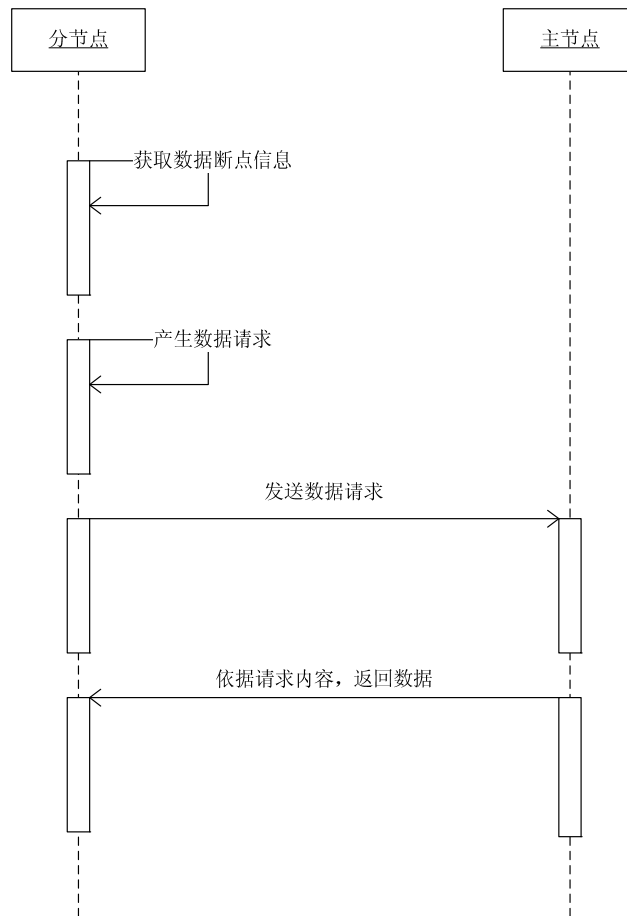 分节点
主节点
获取数据断点信息
产生数据请求
发送数据请求
依据请求内容，返回数据